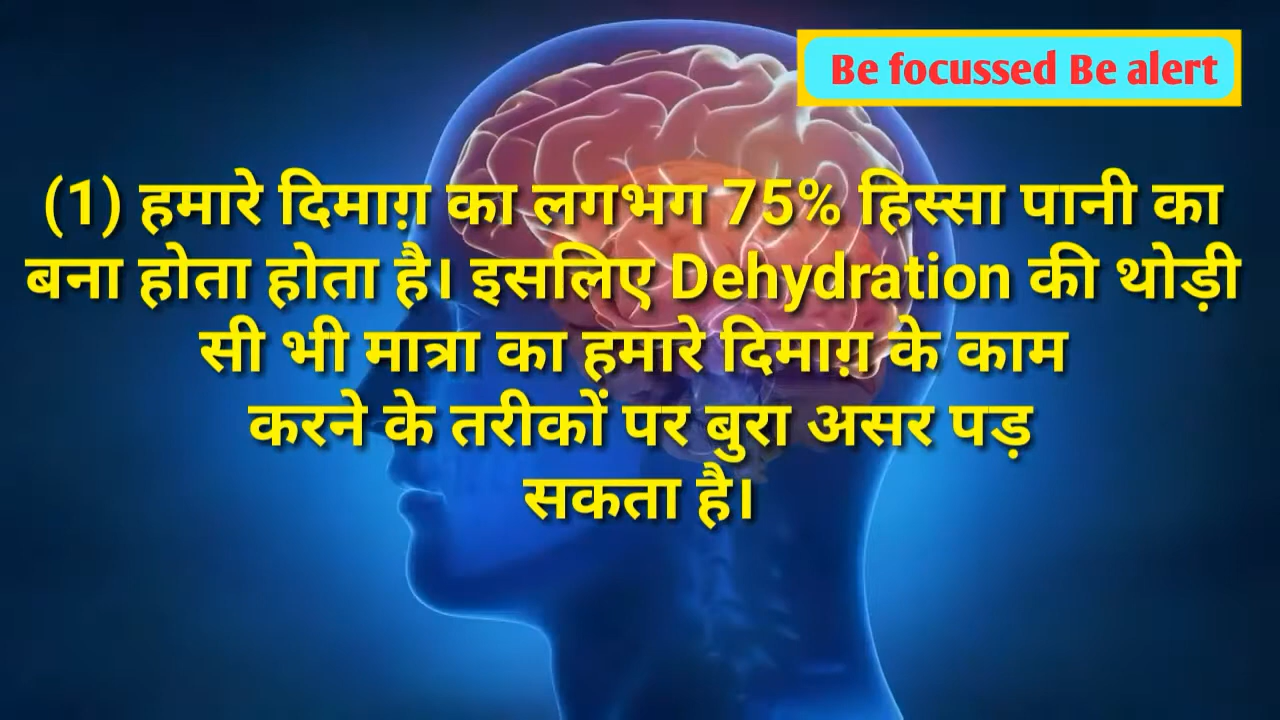 Be focussed Be alert
(1) हमारे दिमाग़ का लगभग 75% हिस्सा पानी का
बना होता होता है। इसलिए Dehydration की थोड़ी
सी भी मात्रा का हमारे दिमाग़ के काम
करने के तरीकों पर बुरा असर पड़
सकता है।